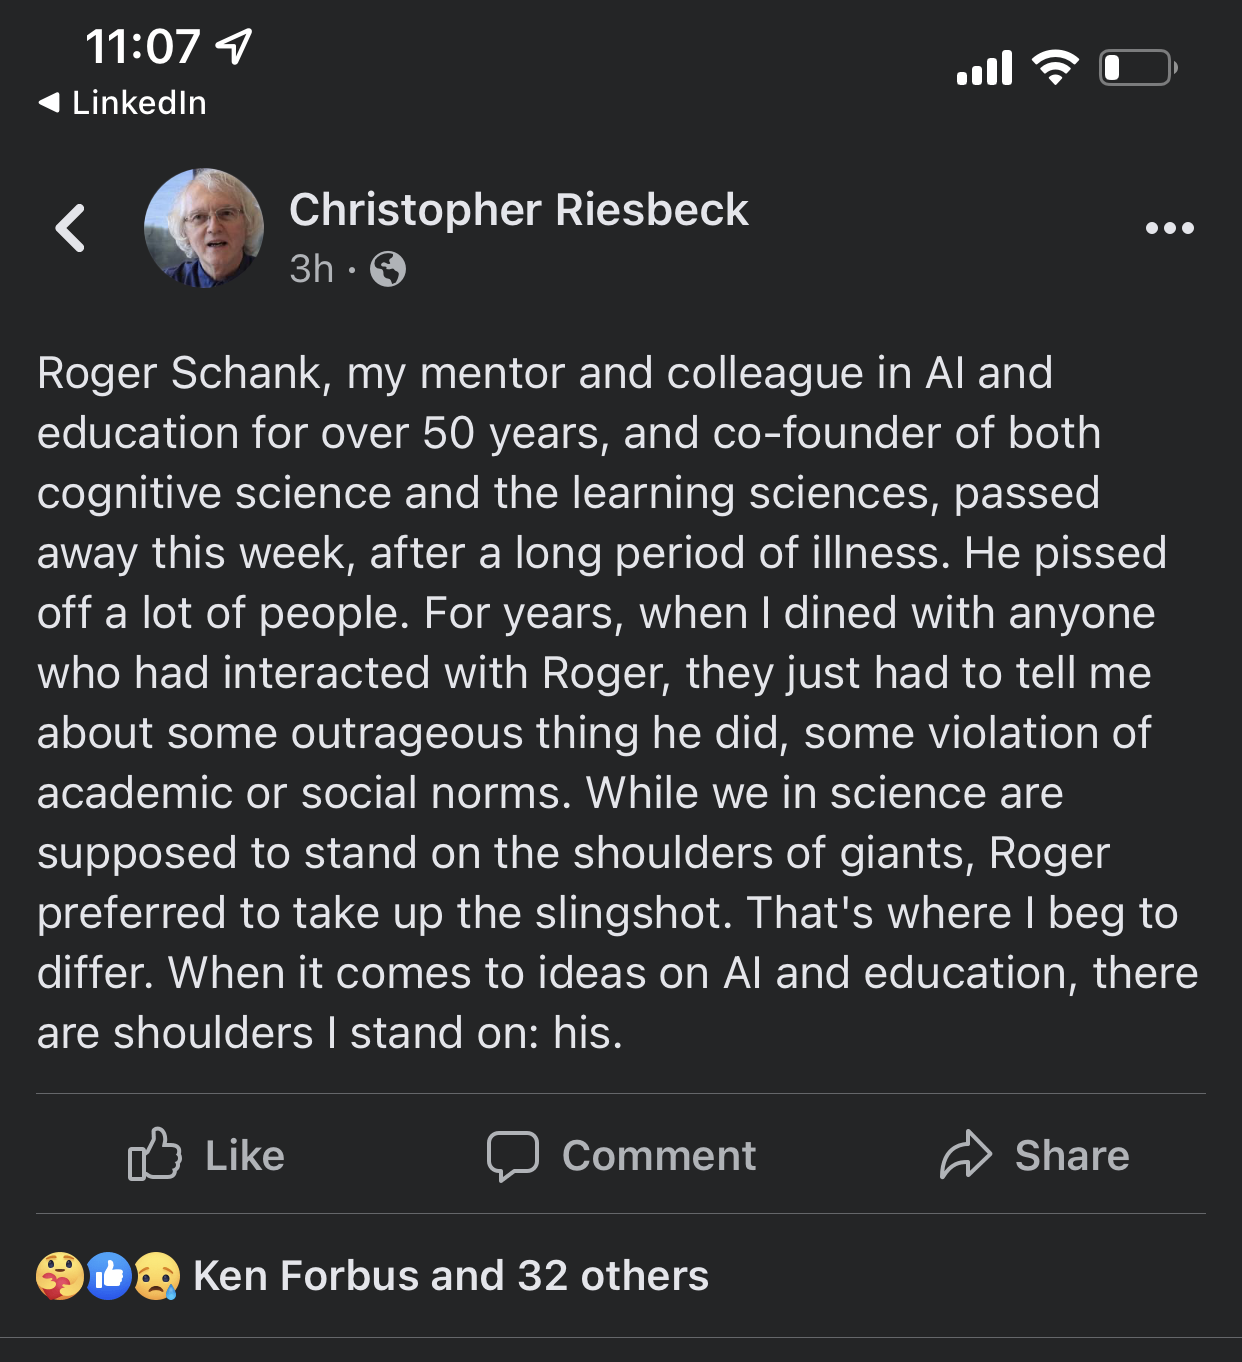 11:07
LinkedIn
Christopher Riesbeck
3h ·
Roger Schank, my mentor and colleague in AI and
education for over 50 years, and co-founder of both
cognitive science and the learning sciences, passed
away this week, after a long period of illness. He pissed
off a lot of people. For years, when I dined with anyone
who had interacted with Roger, they just had to tell me
about some outrageous thing he did, some violation of
academic or social norms. While we in science are
supposed to stand on the shoulders of giants, Roger
preferred to take up the slingshot. That's where I beg to
differ. When it comes to ideas on AI and education, there
are shoulders I stand on: his.
Like Comment Share
Ken Forbus and 32 others